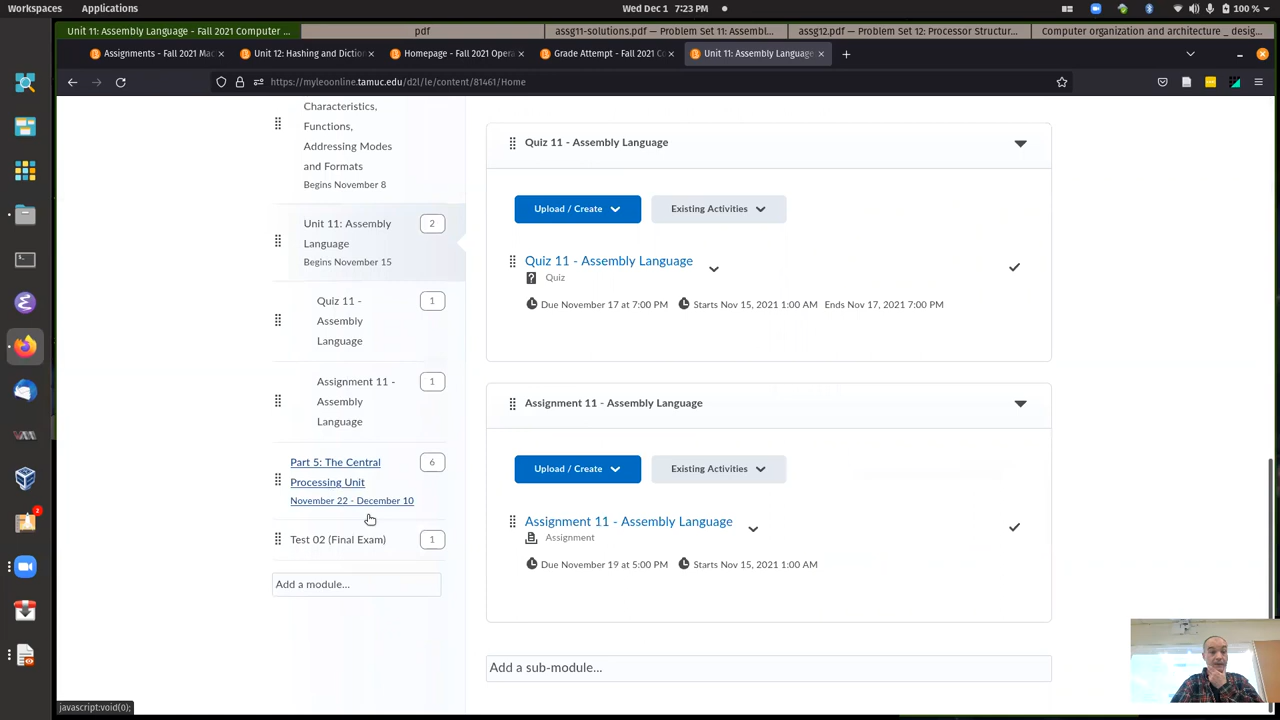 Workspaces Applications Wed Dec 1 7:23 PM 100 %
Unit 11: Assembly Language - Fall 2021 Computer ...
pdf
assg11-solutions.pdf — Problem Set 11: Assembl...
assg12.pdf — Problem Set 12: Processor Structur...
Computer organization and architecture _ desig...
Assignments - Fall 2021 Mac
Unit 12: Hashing and Diction
Homepage - Fall 2021 Opera
Grade Attempt - Fall 2021 Co
Unit 11: Assembly Language
https://myleoonline.tamuc.edu/d2l/le/content/81461/Home
Characteristics,
Functions,
Addressing Modes
and Formats
Begins November 8
Unit 11: Assembly
Language
2
Begins November 15
Quiz 11 -
Assembly
Language
1
Assignment 11 -
Assembly
Language
1
Part 5: The Central
Processing Unit
6
November 22 - December 10
Test 02 (Final Exam)
1
Add a module...
Quiz 11 - Assembly Language
Upload / Create
Existing Activities
Quiz 11 - Assembly Language
Quiz
Due November 17 at 7:00 PM Starts Nov 15, 2021 1:00 AM Ends Nov 17, 2021 7:00 PM
Assignment 11 - Assembly Language
Upload / Create
Existing Activities
Assignment 11 - Assembly Language
Assignment
Due November 19 at 5:00 PM Starts Nov 15, 2021 1:00 AM
Add a sub-module...
2
javascript:void(0);